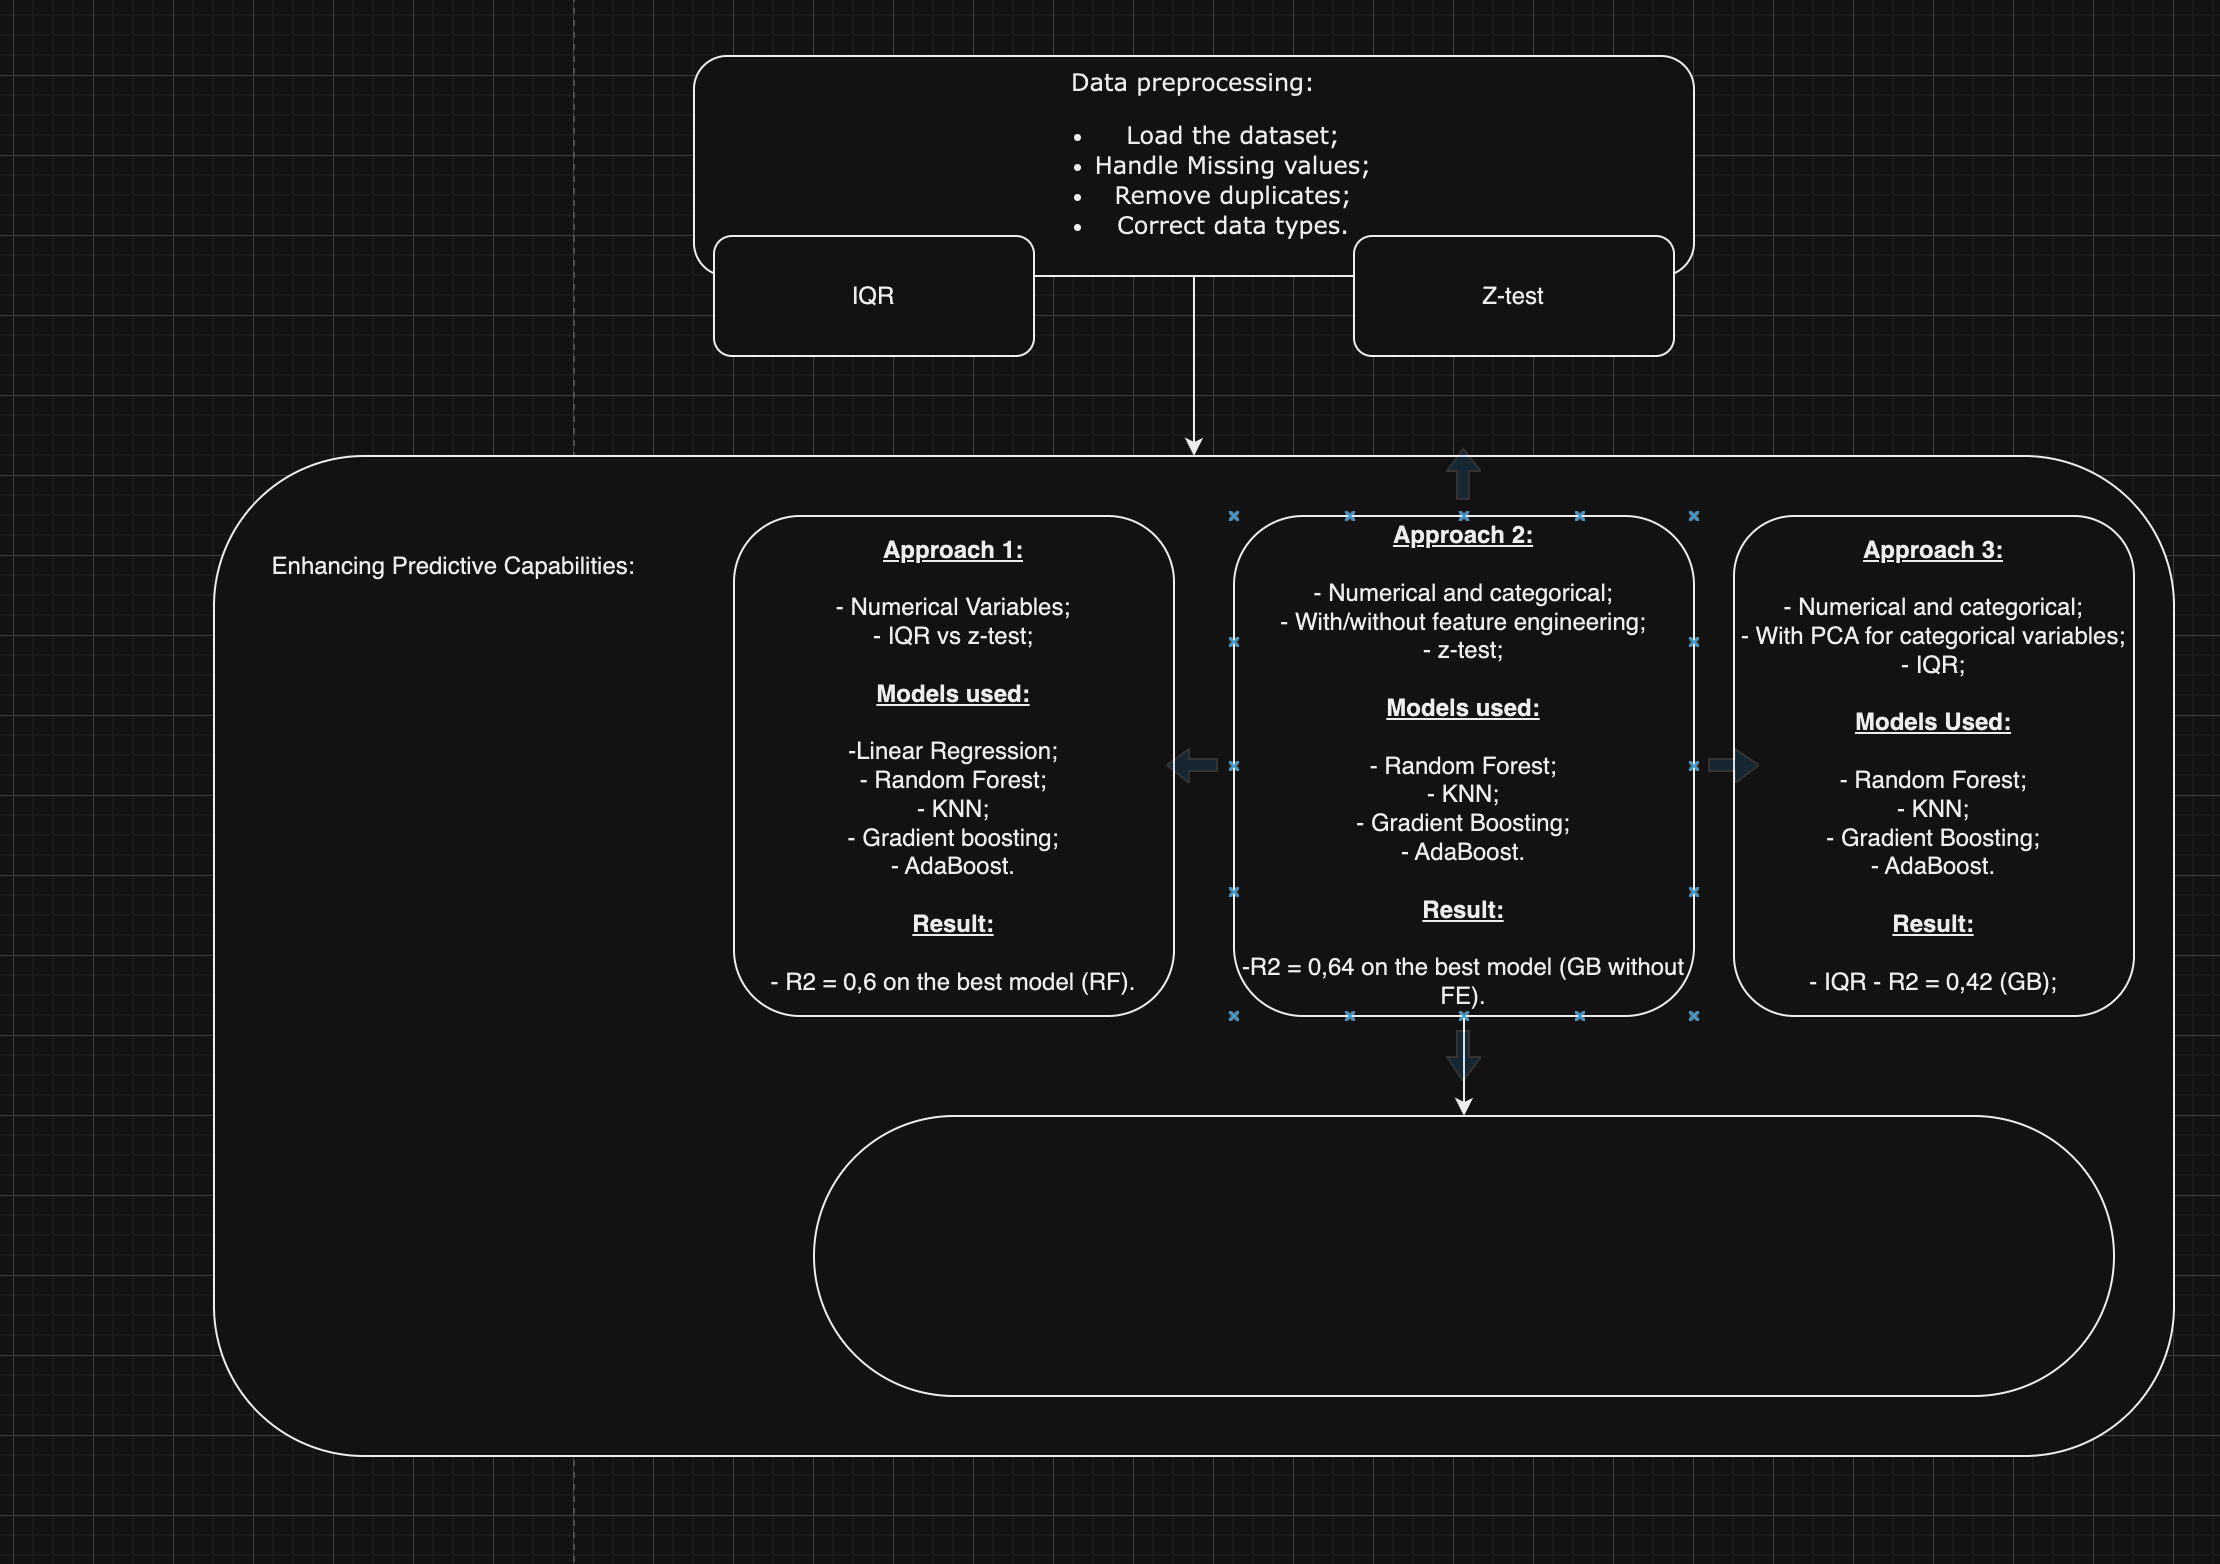 Data preprocessing:
• Load the dataset;
• Handle Missing values;
• Remove duplicates;
• Correct data types.
IQR
Z-test
Enhancing Predictive Capabilities:
Approach 1:
- Numerical Variables;
- IQR vs z-test;
Models used:
-Linear Regression;
- Random Forest;
- KNN;
- Gradient boosting;
- AdaBoost.
Result:
- R2 = 0,6 on the best model (RF).
Approach 2:
- Numerical and categorical;
- With/without feature engineering;
- z-test;
Models used:
- Random Forest;
- KNN;
- Gradient Boosting;
- AdaBoost.
Result:
-R2 = 0,64 on the best model (GB without
FE).
Approach 3:
- Numerical and categorical;
- With PCA for categorical variables;
- IQR;
Models Used:
- Random Forest;
- KNN;
- Gradient Boosting;
- AdaBoost.
Result:
- IQR - R2 = 0,42 (GB);